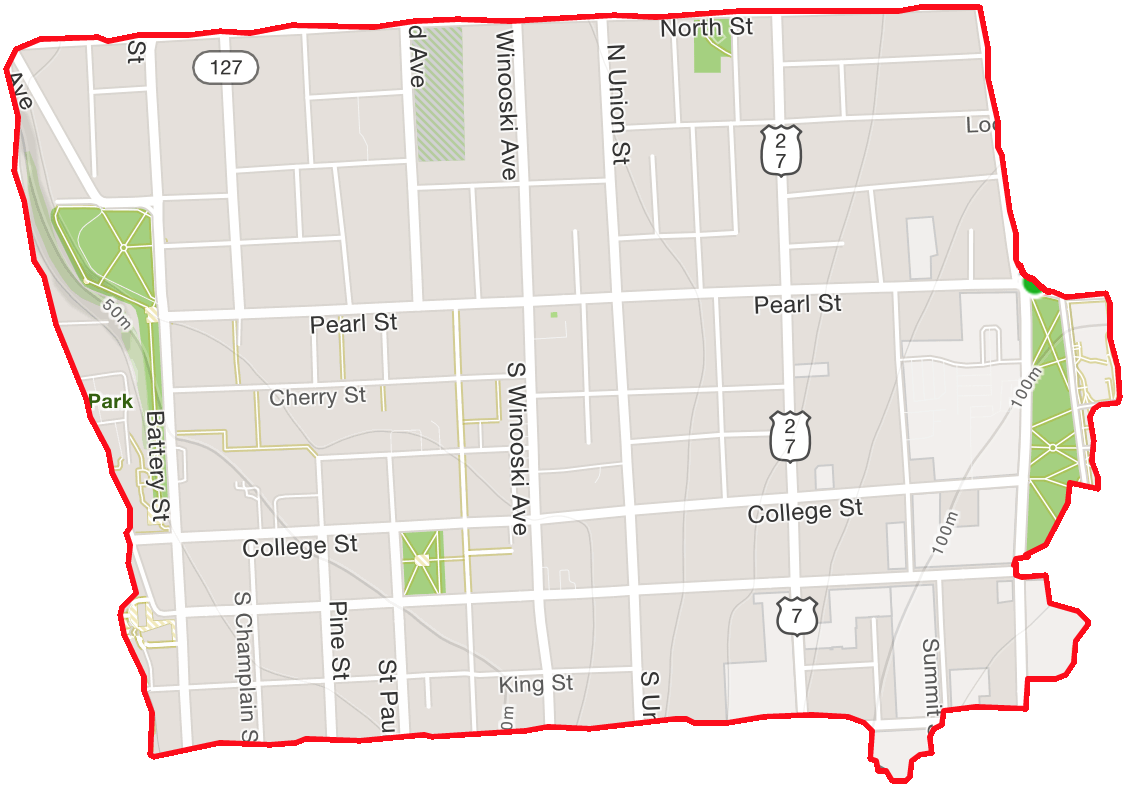 North St
St
127
d Ave
Winooski Ave
N Union St
Ave
2
7
Loc
50m
Pearl St
Pearl St
Cherry St
Park
Battery St
S Winooski Ave
100m
2
7
College St
College St
100m
S Champlain S
Pine St
St Pau
7
King St
S Un
Summit
0m